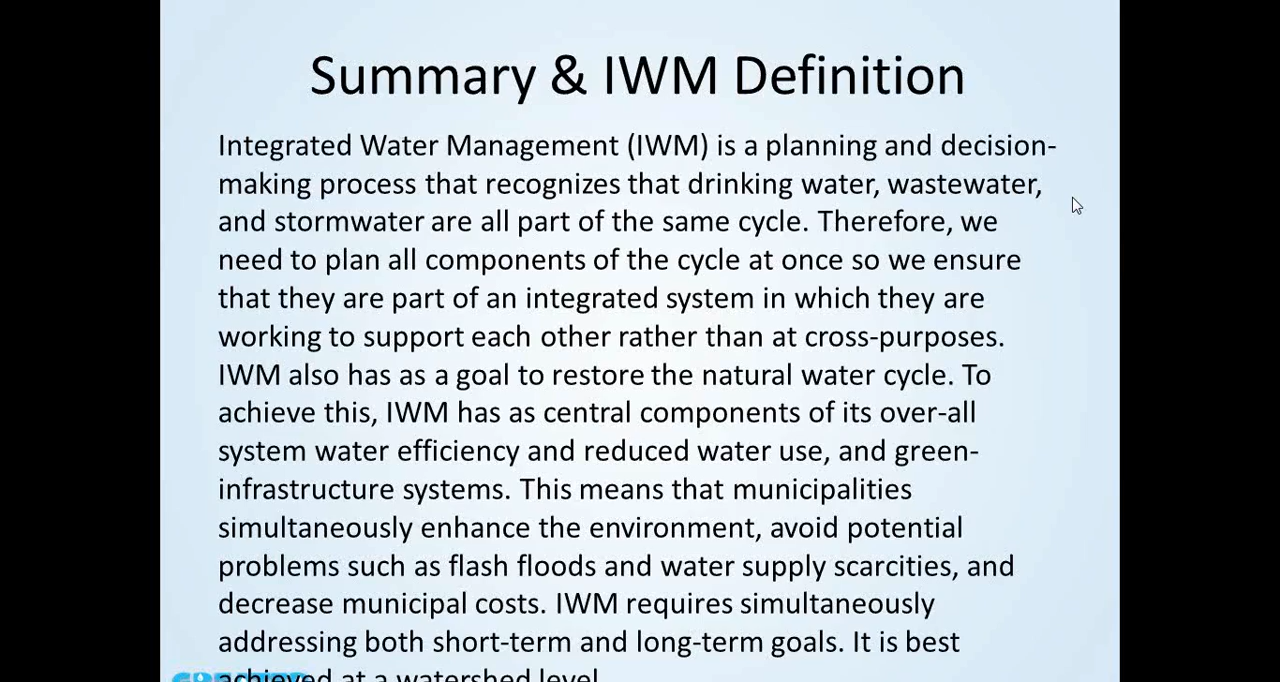 Summary & IWM Definition
Integrated Water Management (IWM) is a planning and decision-
making process that recognizes that drinking water, wastewater,
and stormwater are all part of the same cycle. Therefore, we
need to plan all components of the cycle at once so we ensure
that they are part of an integrated system in which they are
working to support each other rather than at cross-purposes.
IWM also has as a goal to restore the natural water cycle. To
achieve this, IWM has as central components of its over-all
system water efficiency and reduced water use, and green-
infrastructure systems. This means that municipalities
simultaneously enhance the environment, avoid potential
problems such as flash floods and water supply scarcities, and
decrease municipal costs. IWM requires simultaneously
addressing both short-term and long-term goals. It is best
achieved at a watershed level